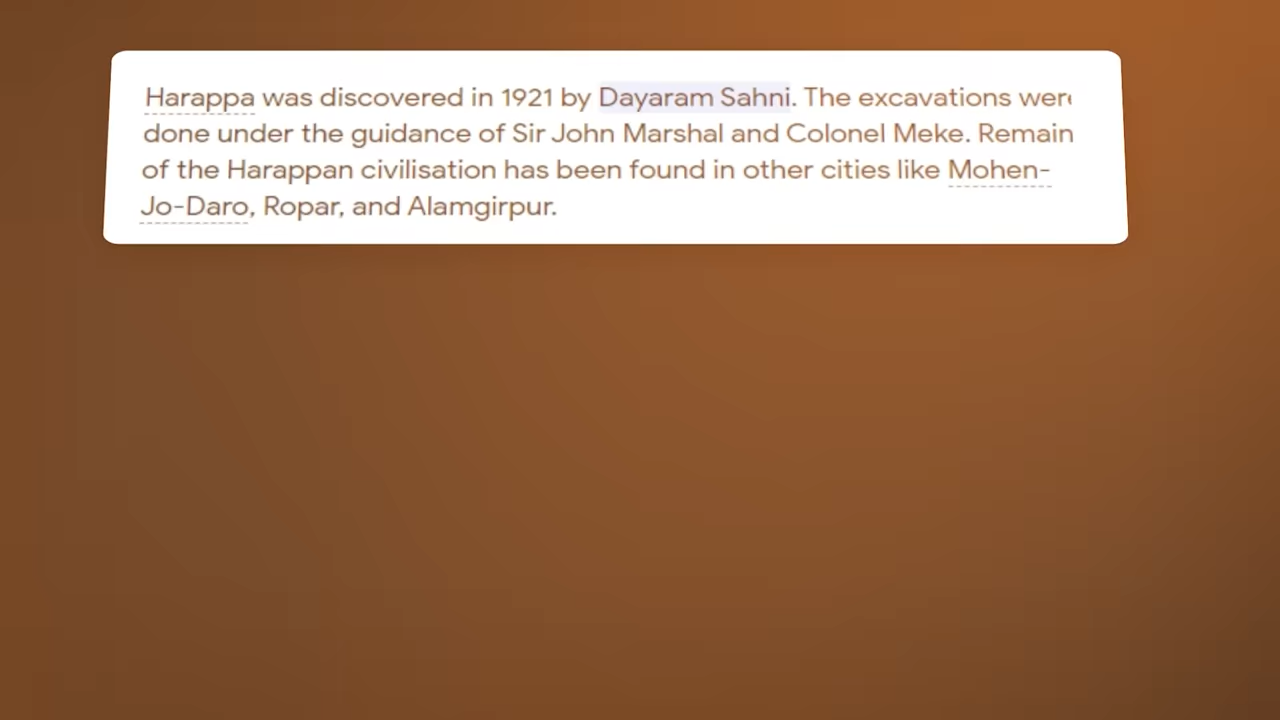 Harappa was discovered in 1921 by Dayaram Sahni. The excavations were
done under the guidance of Sir John Marshal and Colonel Meke. Remain
of the Harappan civilisation has been found in other cities like Mohen-
Jo-Daro, Ropar, and Alamgirpur.